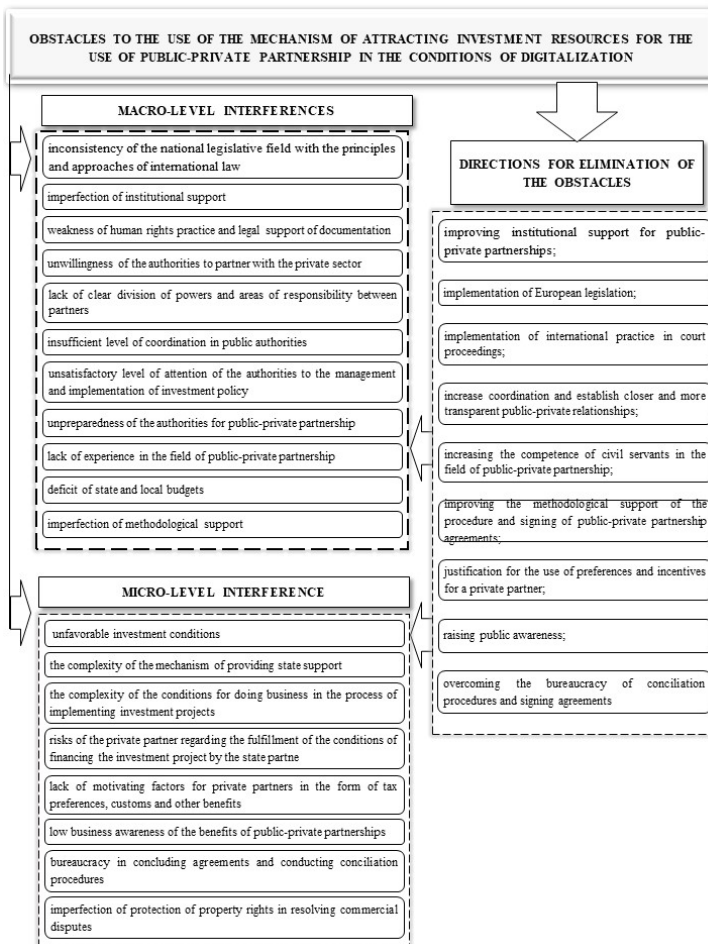 OBSTACLES TO THE USE OF THE MECHANISM OF ATTRACTING INVESTMENT RESOURCES FOR THE
USE OF PUBLIC-PRIVATE PARTNERSHIP IN THE CONDITIONS OF DIGITALIZATION
MACRO-LEVEL INTERFERENCES
inconsistency of the national legislative field with the principles
and approaches of international law
imperfection of institutional support
weakness of human rights practice and legal support of documentation
unwillingness of the authorities to partner with the private sector
lack of clear division of powers and areas of responsibility between
partners
insufficient level of coordination in public authorities
unsatisfactory level of attention of the authorities to the management
and implementation of investment policy
unpreparedness of the authorities for public-private partnership
lack of experience in the field of public-private partnership
deficit of state and local budgets
imperfection of methodological support
MICRO-LEVEL INTERFERENCE
unfavorable investment conditions
the complexity of the mechanism of providing state support
the complexity of the conditions for doing business in the process of
implementing investment projects
risks of the private partner regarding the fulfillment of the conditions of
financing the investment project by the state partne
lack of motivating factors for private partners in the form of tax
preferences, customs and other benefits
low business awareness of the benefits of public-private partnerships
bureaucracy in concluding agreements and conducting conciliation
procedures
imperfection of protection of property rights in resolving commercial
disputes
DIRECTIONS FOR ELIMINATION OF
THE OBSTACLES
improving institutional support for public-
private partnerships;
implementation of European legislation;
implementation of international practice in court
proceedings;
increase coordination and establish closer and more
transparent public-private relationships;
increasing the competence of civil servants in the
field of public-private partnership;
improving the methodological support of the
procedure and signing of public-private partnership
agreements;
justification for the use of preferences and incentives
for a private partner;
raising public awareness;
overcoming the bureaucracy of conciliation
procedures and signing agreements